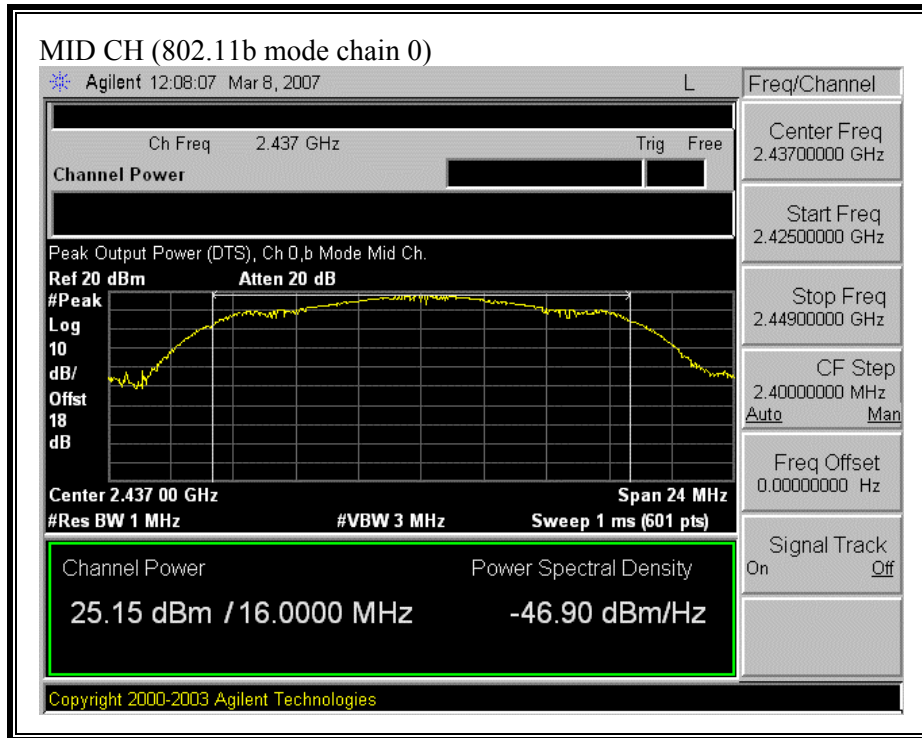 MID CH (802.11b mode chain 0)
Agilent 12:08:07 Mar 8, 2007 L
Freq/Channel
Ch Freq 2.437 GHz Trig Free
Channel Power
Center Freq
2.43700000 GHz
Start Freq
2.42500000 GHz
Stop Freq
2.44900000 GHz
CF Step
2.40000000 MHz
Auto Man
Freq Offset
0.00000000 Hz
Signal Track
On Off
Peak Output Power (DTS), Ch 0,b Mode Mid Ch.
Ref 20 dBm Atten 20 dB
#Peak
Log
10
dB/
Offst
18
dB
Center 2.437 00 GHz Span 24 MHz
#Res BW 1 MHz #VBW 3 MHz Sweep 1 ms (601 pts)
Channel Power Power Spectral Density
25.15 dBm / 16.0000 MHz -46.90 dBm/Hz
Copyright 2000-2003 Agilent Technologies